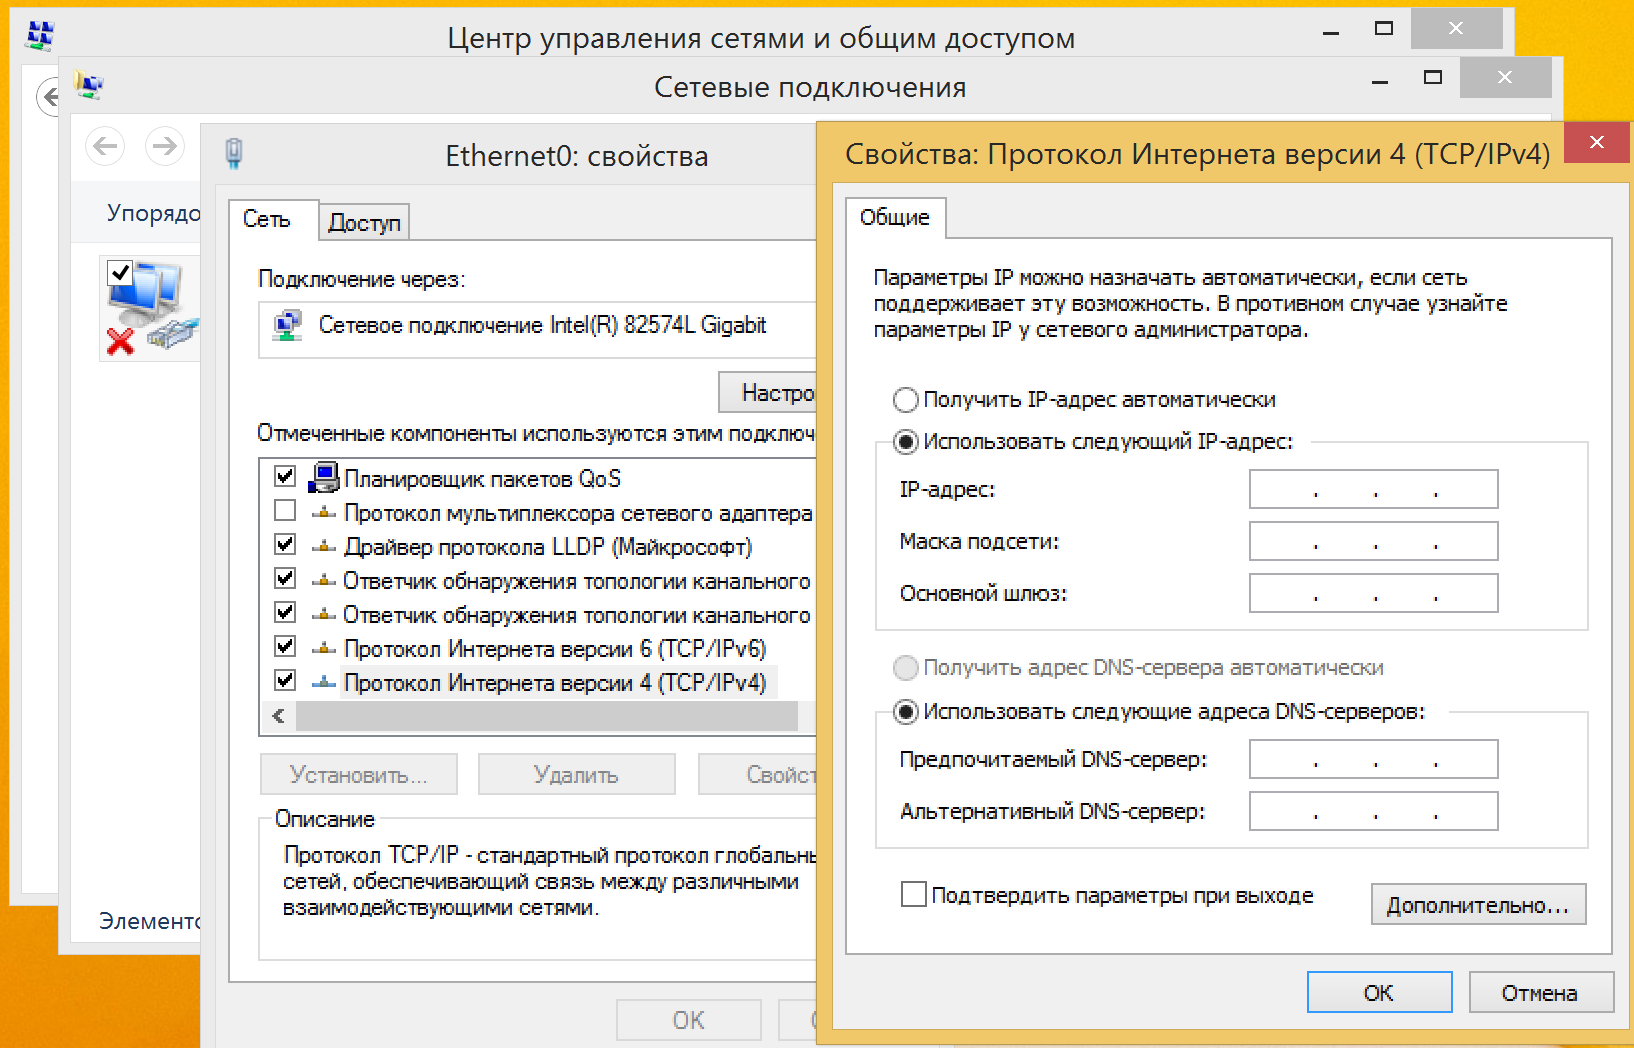 Центр управления сетями и общим доступом
Сетевые подключения
Упорядо
Элементо
Ethernet0: свойства
Сеть
Доступ
Подключение через:
Сетевое подключение Intel(R) 82574L Gigabit
Настро
Отмеченные компоненты используются этим подключ
Планировщик пакетов QoS
Протокол мультиплексора сетевого адаптера
Драйвер протокола LLDP (Майкрософт)
Ответчик обнаружения топологии канального
Ответчик обнаружения топологии канального
Протокол Интернета версии 6 (TCP/IPv6)
Протокол Интернета версии 4 (TCP/IPv4)
Установить...
Удалить
Свойст
Описание
Протокол TCP/IP - стандартный протокол глобальн
сетей, обеспечивающий связь между различными
взаимодействующими сетями.
OK
Свойства: Протокол Интернета версии 4 (TCP/IPv4)
Общие
Параметры IP можно назначать автоматически, если сеть
поддерживает эту возможность. В противном случае узнайте
параметры IP у сетевого администратора.
Получить IP-адрес автоматически
Использовать следующий IP-адрес:
IP-адрес:
Маска подсети:
Основной шлюз:
Получить адрес DNS-сервера автоматически
Использовать следующие адреса DNS-серверов:
Предпочитаемый DNS-сервер:
Альтернативный DNS-сервер:
Подтвердить параметры при выходе
Дополнительно...
OK
Отмена